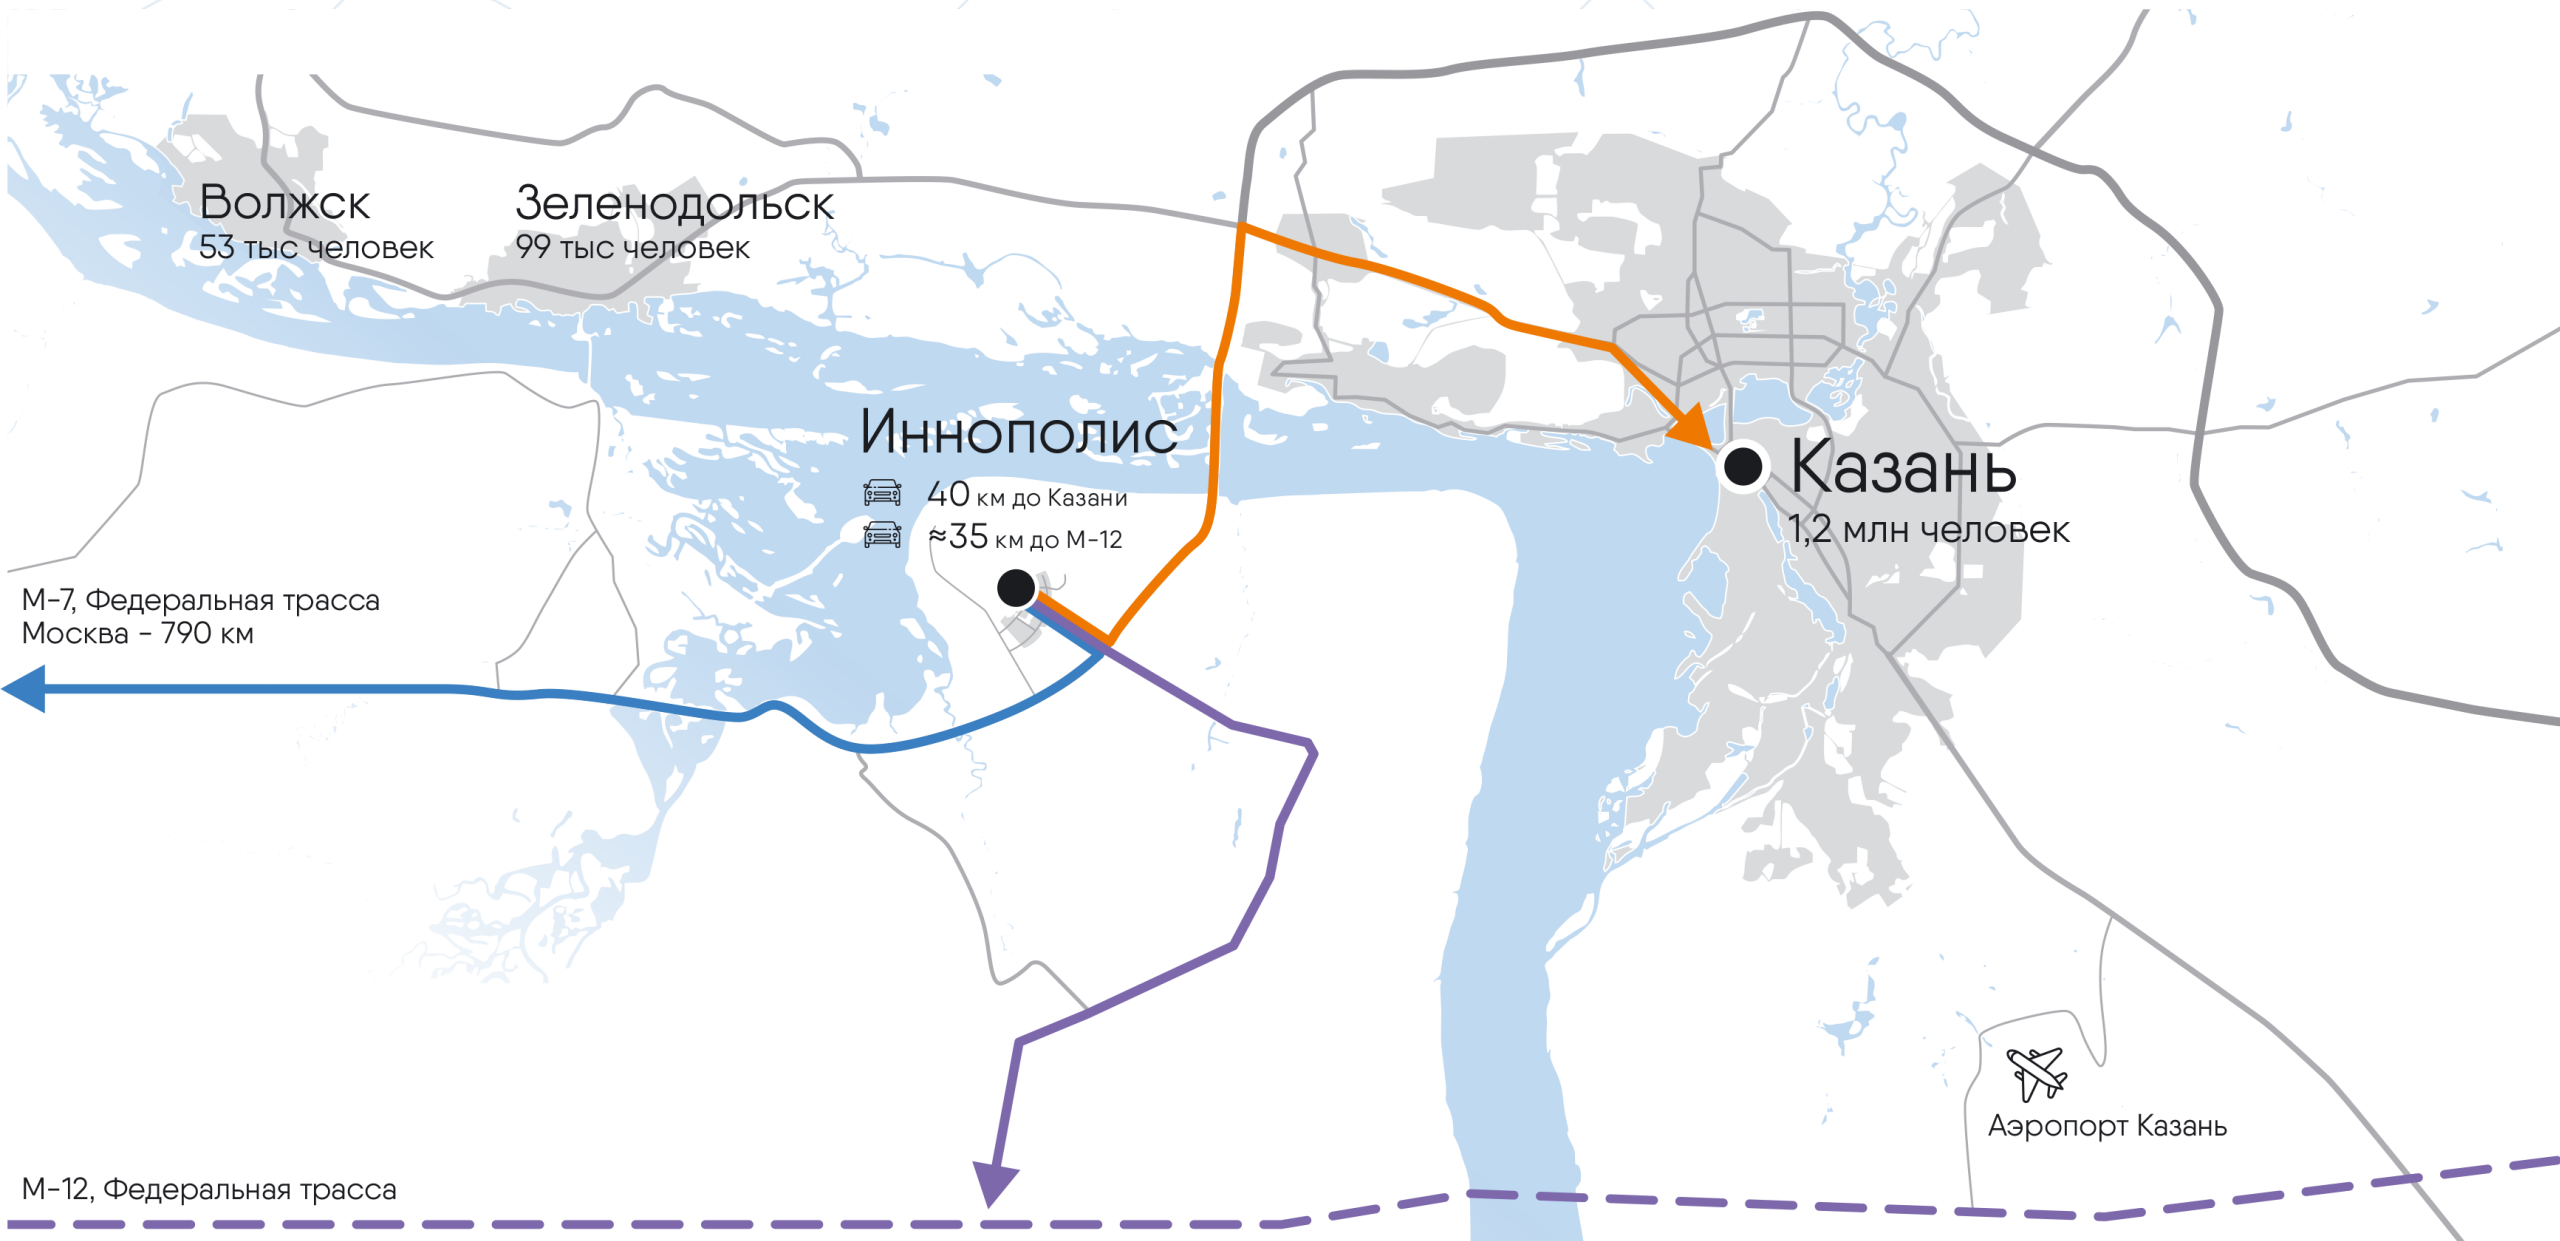 Волжск
53 тыс человек
Зеленодольск
99 тыс человек
Иннополис
40 км до Казани
≈35 км до М-12
Казань
1,2 млн человек
М-7, Федеральная трасса
Москва - 790 км
Аэропорт Казань
М-12, Федеральная трасса